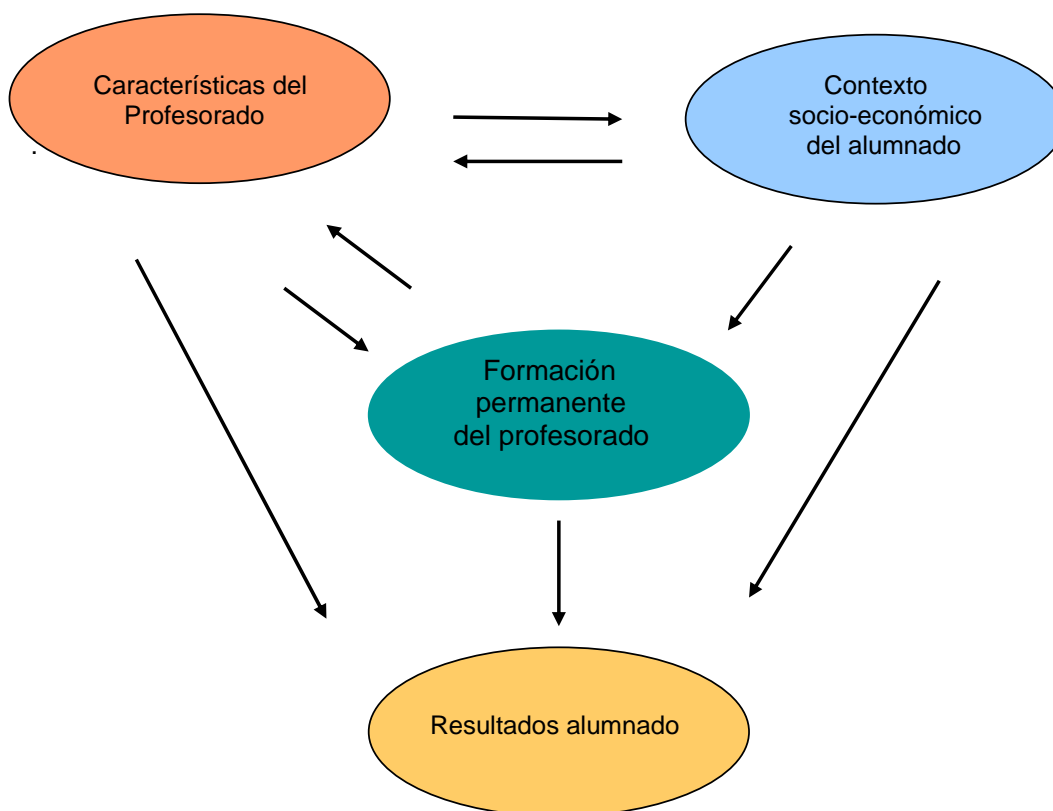 Características del
Profesorado
.
Contexto
socio-económico
del alumnado
Formación
permanente
del profesorado
Resultados alumnado